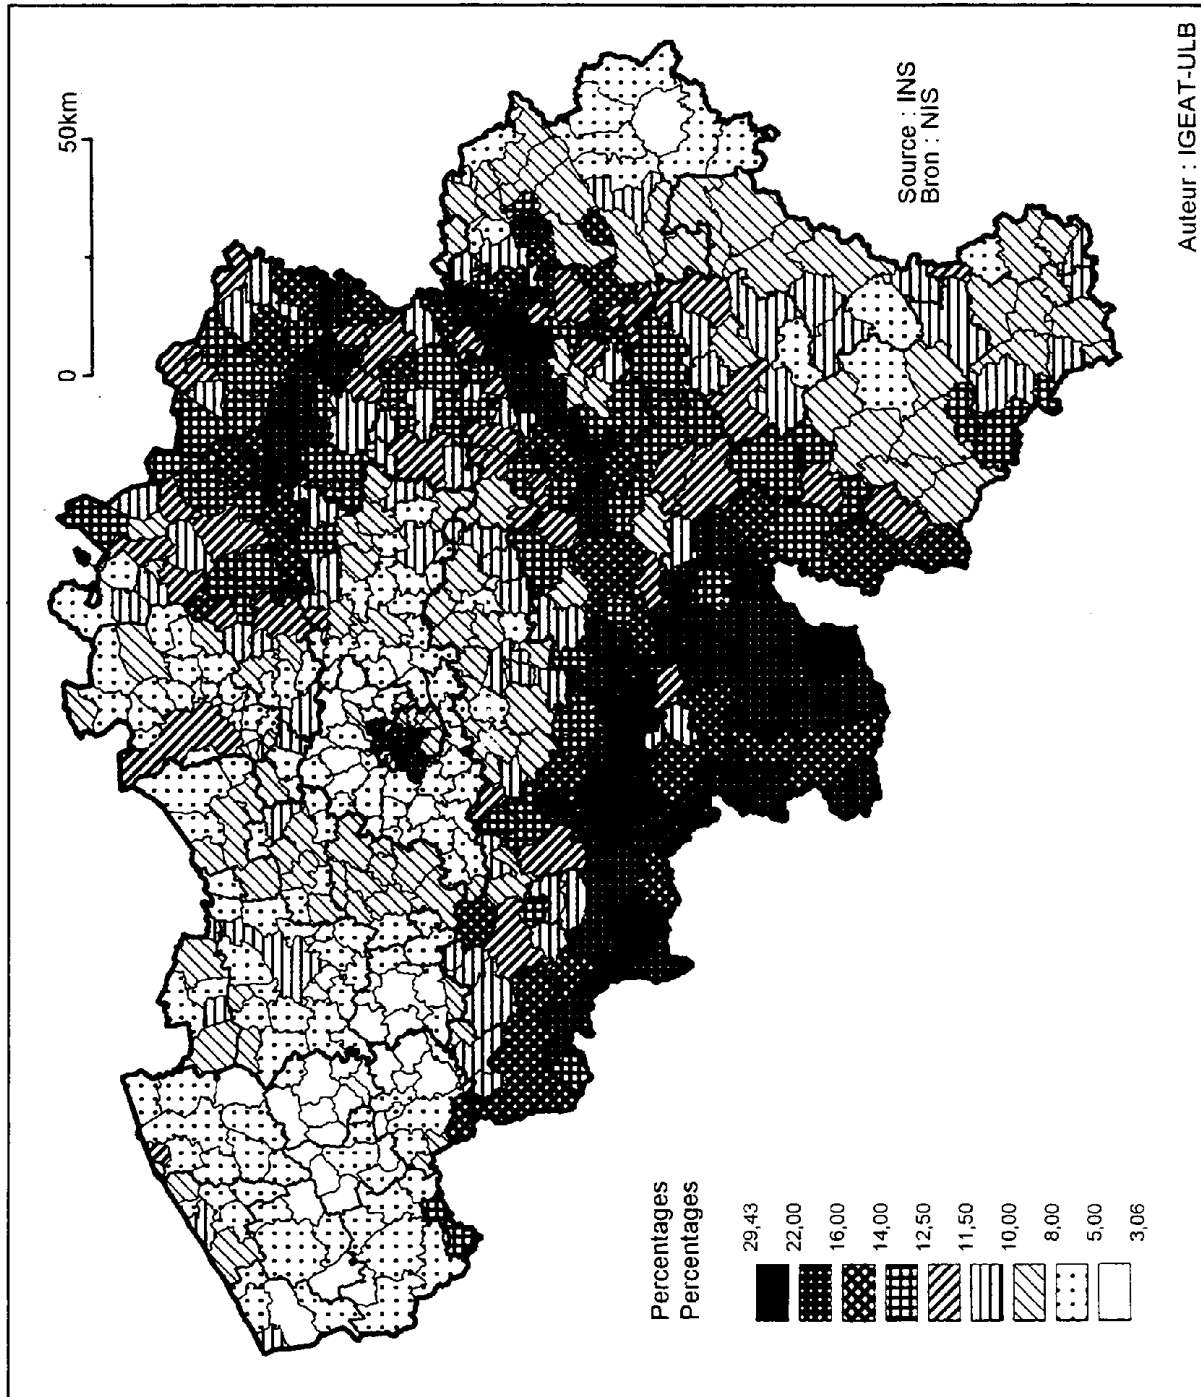 0 50km
Source : INS
Bron : NIS
Auteur : IGEAT-ULB
Percentages
Percentages
29,43
22,00
16,00
14,00
12,50
11,50
10,00
8,00
5,00
3,06